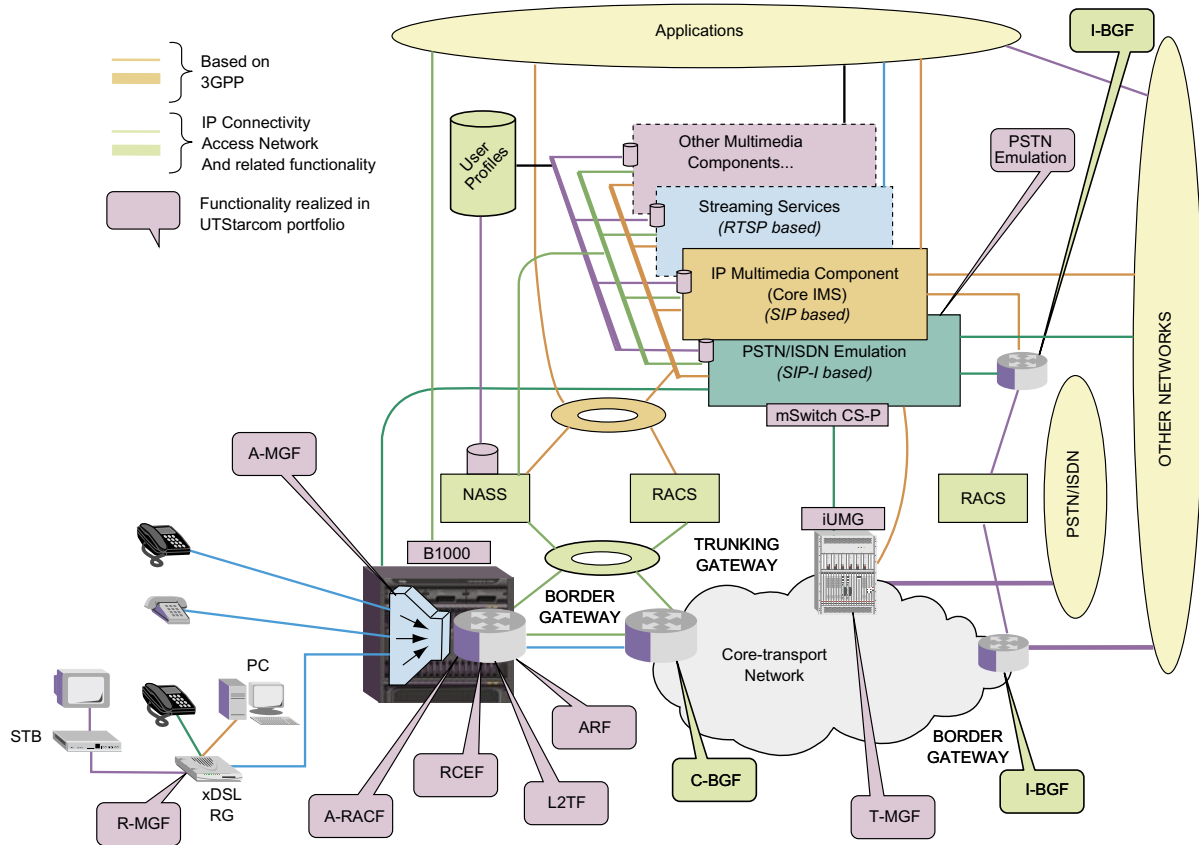 Applications
I-BGF
Based on
3GPP
IP Connectivity
Access Network
And related functionality
Functionality realized in
UTStarcom portfolio
User
Profiles
Other Multimedia
Components...
PSTN
Emulation
Streaming Services
(RTSP based)
IP Multimedia Component
(Core IMS)
(SIP based)
PSTN/ISDN Emulation
(SIP-I based)
mSwitch CS-P
OTHER NETWORKS
PSTN/ISDN
A-MGF
NASS
RACS
RACS
iUMG
B1000
TRUNKING
GATEWAY
BORDER
GATEWAY
Core-transport
Network
PC
STB
xDSL
RG
ARF
BORDER
GATEWAY
RCEF
C-BGF
L2TF
I-BGF
A-RACF
R-MGF
T-MGF